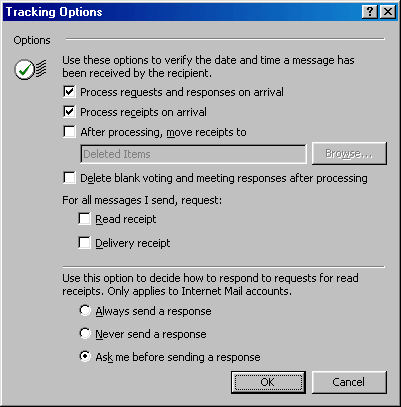 Tracking Options
Options
Use these options to verify the date and time a message has
been received by the recipient.
Process requests and responses on arrival
Process receipts on arrival
After processing, move receipts to
Deleted Items
Browse...
Delete blank voting and meeting responses after processing
For all messages I send, request:
Read receipt
Delivery receipt
Use this option to decide how to respond to requests for read
receipts. Only applies to Internet Mail accounts.
Always send a response
Never send a response
Ask me before sending a response
OK
Cancel